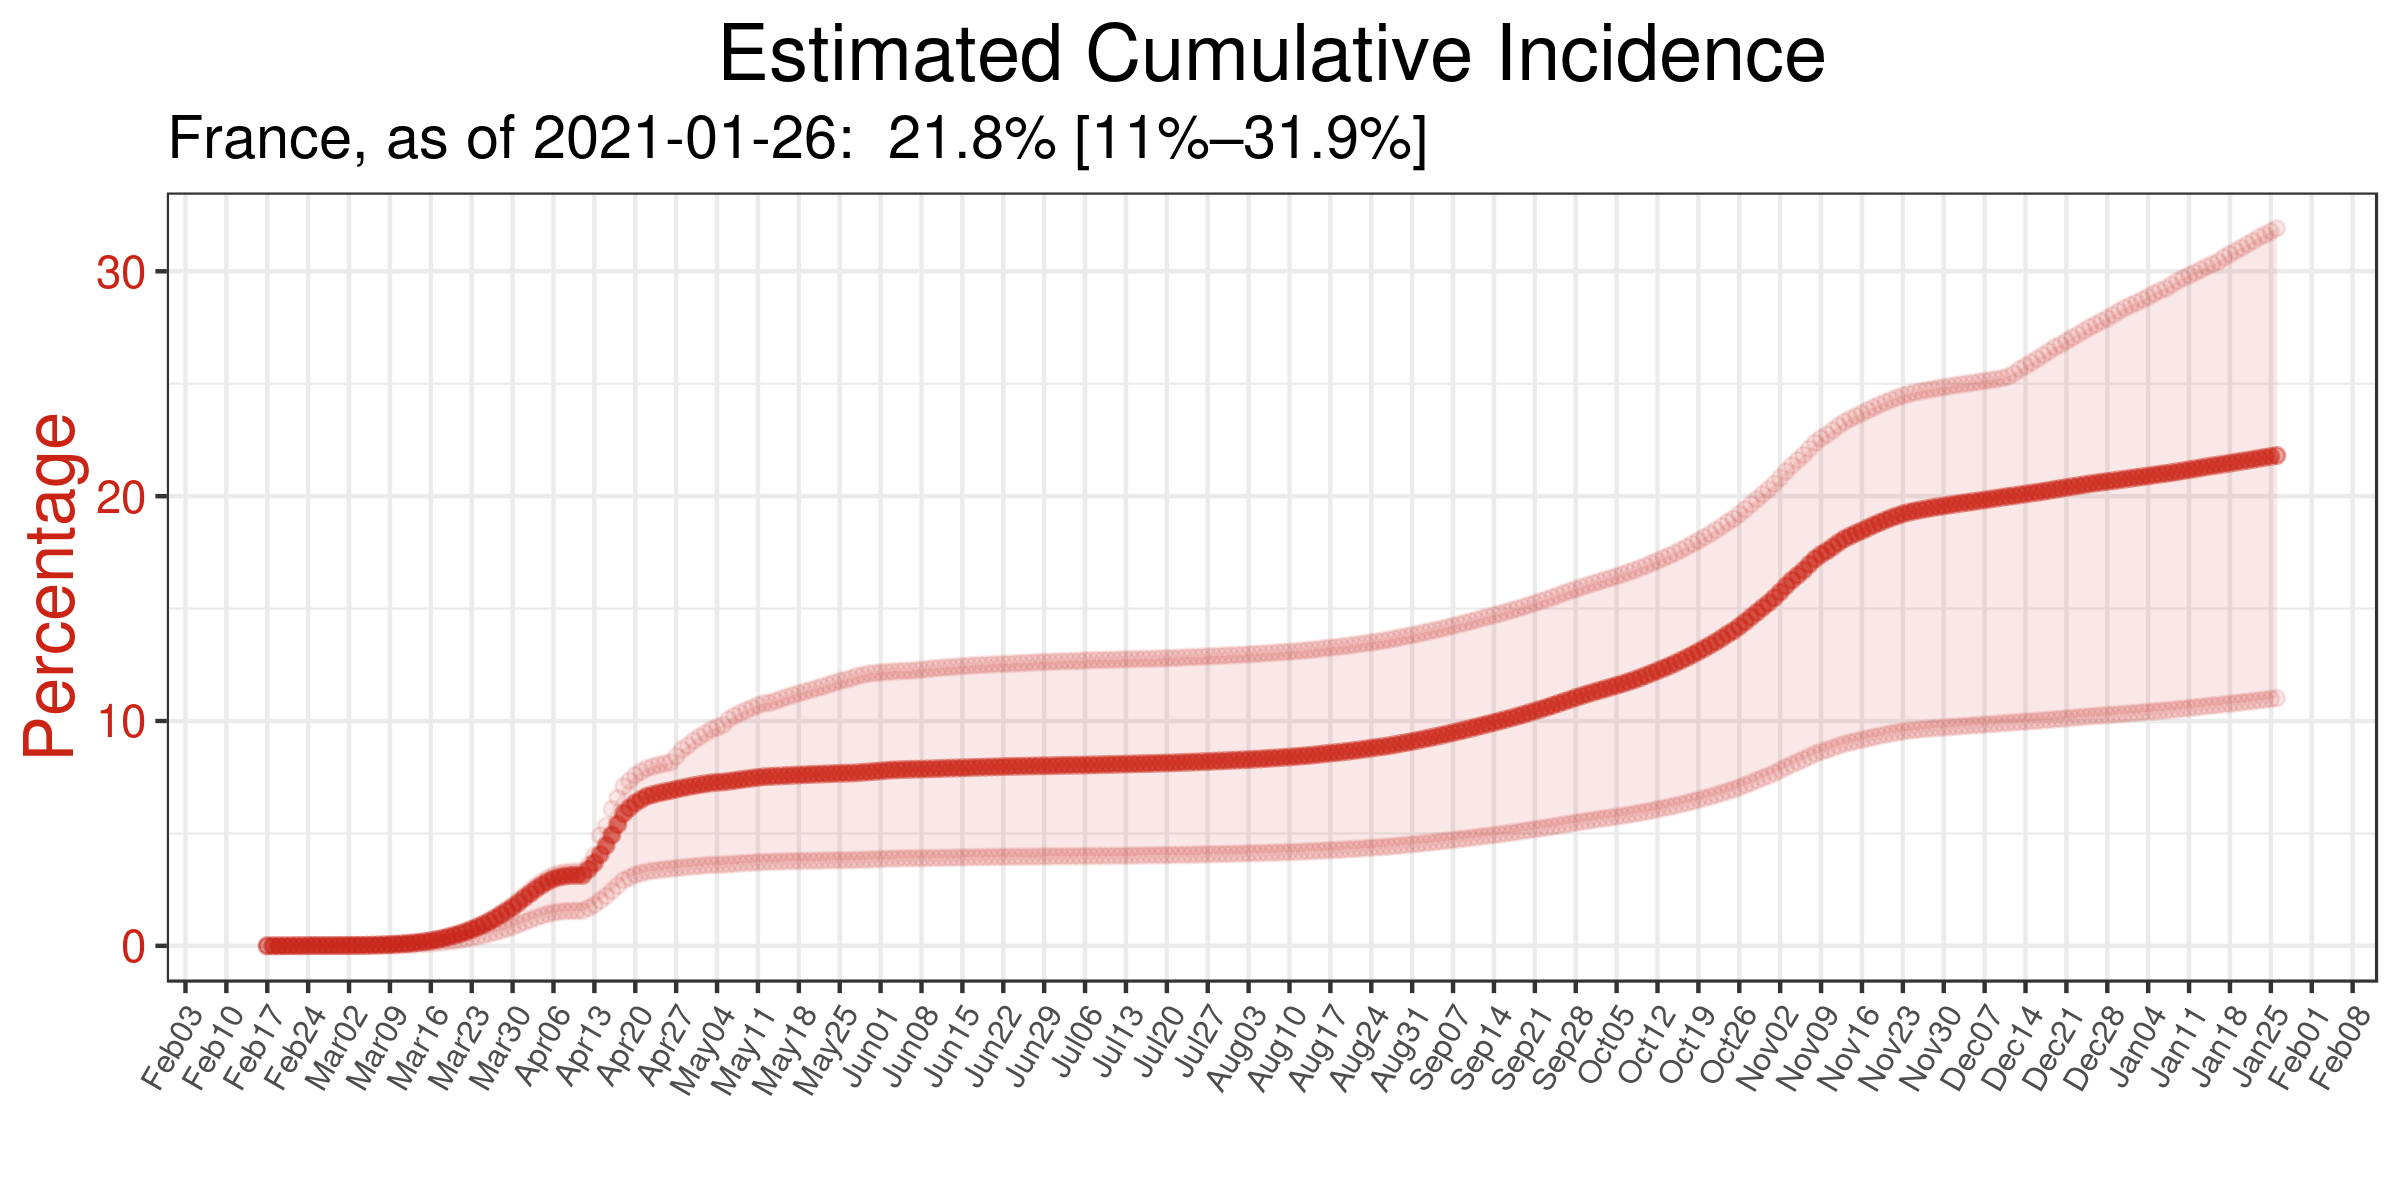 Estimated Cumulative Incidence
France, as of 2021-01-26:  21.8% [11%–31.9%]
Percentage
30
20
10
0
Feb03
Feb10
Feb17
Feb24
Mar02
Mar09
Mar16
Mar23
Mar30
Apr06
Apr13
Apr20
Apr27
May04
May11
May18
May25
Jun01
Jun08
Jun15
Jun22
Jun29
Jul06
Jul13
Jul20
Jul27
Aug03
Aug10
Aug17
Aug24
Aug31
Sep07
Sep14
Sep21
Sep28
Oct05
Oct12
Oct19
Oct26
Nov02
Nov09
Nov16
Nov23
Nov30
Dec07
Dec14
Dec21
Dec28
Jan04
Jan11
Jan18
Jan25
Feb01
Feb08